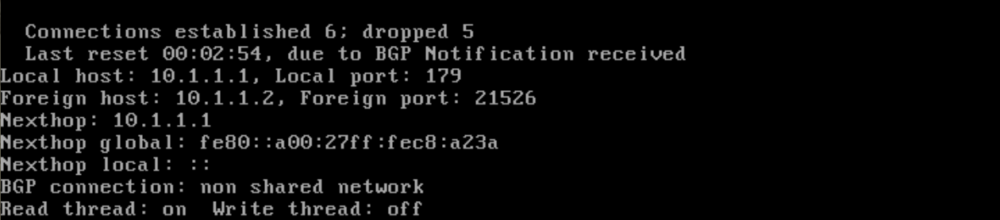 Connections established 6; dropped 5
Last reset 00:02:54, due to BGP Notification received
Local host: 10.1.1.1, Local port: 179
Foreign host: 10.1.1.2, Foreign port: 21526
Nexthop: 10.1.1.1
Nexthop global: fe80::a00:27ff:fec8:a23a
Nexthop local: ::
BGP connection: non shared network
Read thread: on  Write thread: off